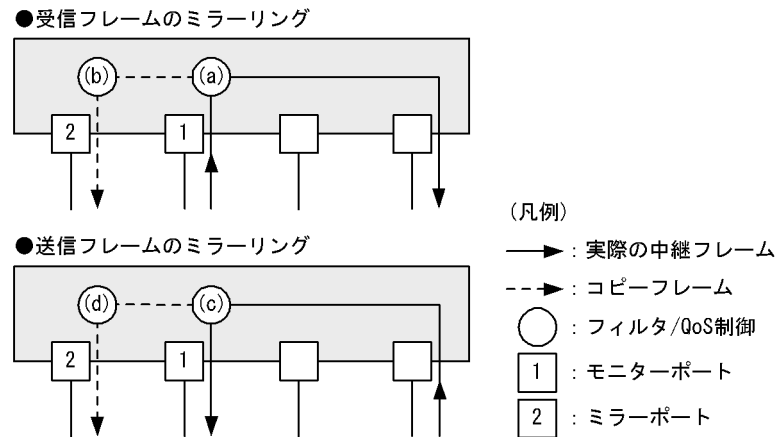 ●受信フレームのミラーリング
(b)
(a)
2
1
●送信フレームのミラーリング
(d)
(c)
2
1
(凡例)
：実際の中継フレーム
：コピーフレーム
：フィルタ/QoS制御
1 ：モニターポート
2 ：ミラーポート